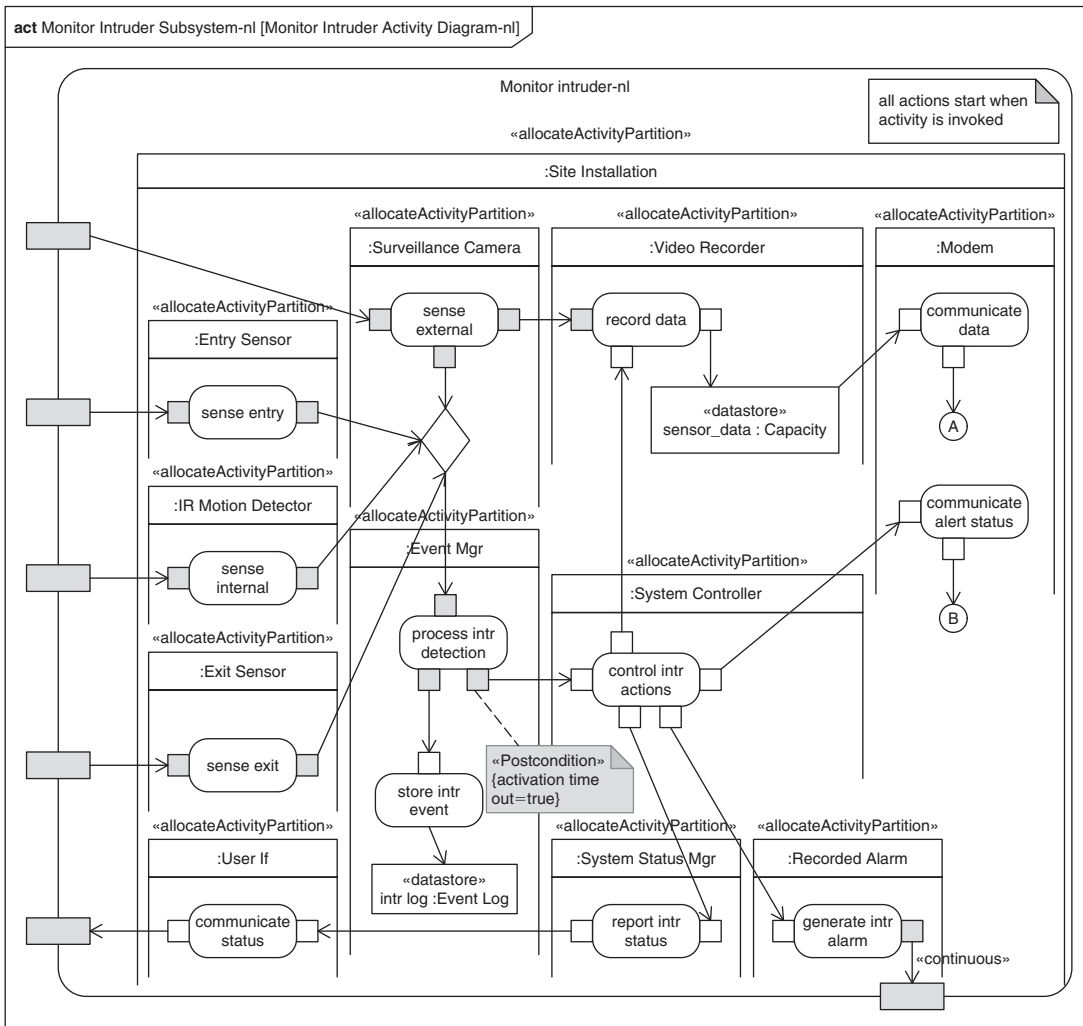 act Monitor Intruder Subsystem-nl [Monitor Intruder Activity Diagram-nl]
Monitor intruder-nl
all actions start when
activity is invoked
«allocateActivityPartition»
:Site Installation
«allocateActivityPartition»
:Surveillance Camera
sense
external
«allocateActivityPartition»
:Video Recorder
record data
«datastore»
sensor_data : Capacity
«allocateActivityPartition»
:Modem
communicate
data
A
communicate
alert status
B
«allocateActivityPartition»
:Entry Sensor
sense entry
«allocateActivityPartition»
:IR Motion Detector
sense
internal
«allocateActivityPartition»
:Exit Sensor
sense exit
«allocateActivityPartition»
:Event Mgr
process intr
detection
«Postcondition»
{activation time
out=true}
store intr
event
«datastore»
intr log :Event Log
«allocateActivityPartition»
:System Controller
control intr
actions
«allocateActivityPartition»
:User If
communicate
status
«allocateActivityPartition»
:System Status Mgr
report intr
status
«allocateActivityPartition»
:Recorded Alarm
generate intr
alarm
«continuous»